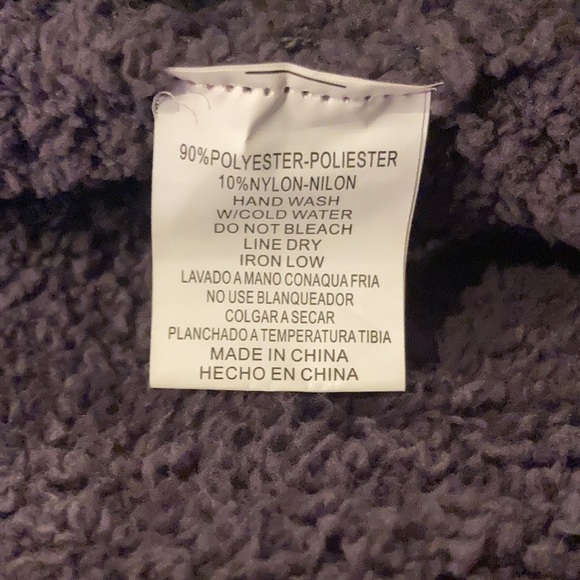 90%POLYESTER-POLIESTER
10%NYLON-NILON
HAND WASH
W/COLD WATER
DO NOT BLEACH
LINE DRY
IRON LOW
LAVADO A MANO CONAQUA FRIA
NO USE BLANQUEADOR
COLGAR A SECAR
PLANCHADO A TEMPERATURA TIBIA
MADE IN CHINA
HECHO EN CHINA